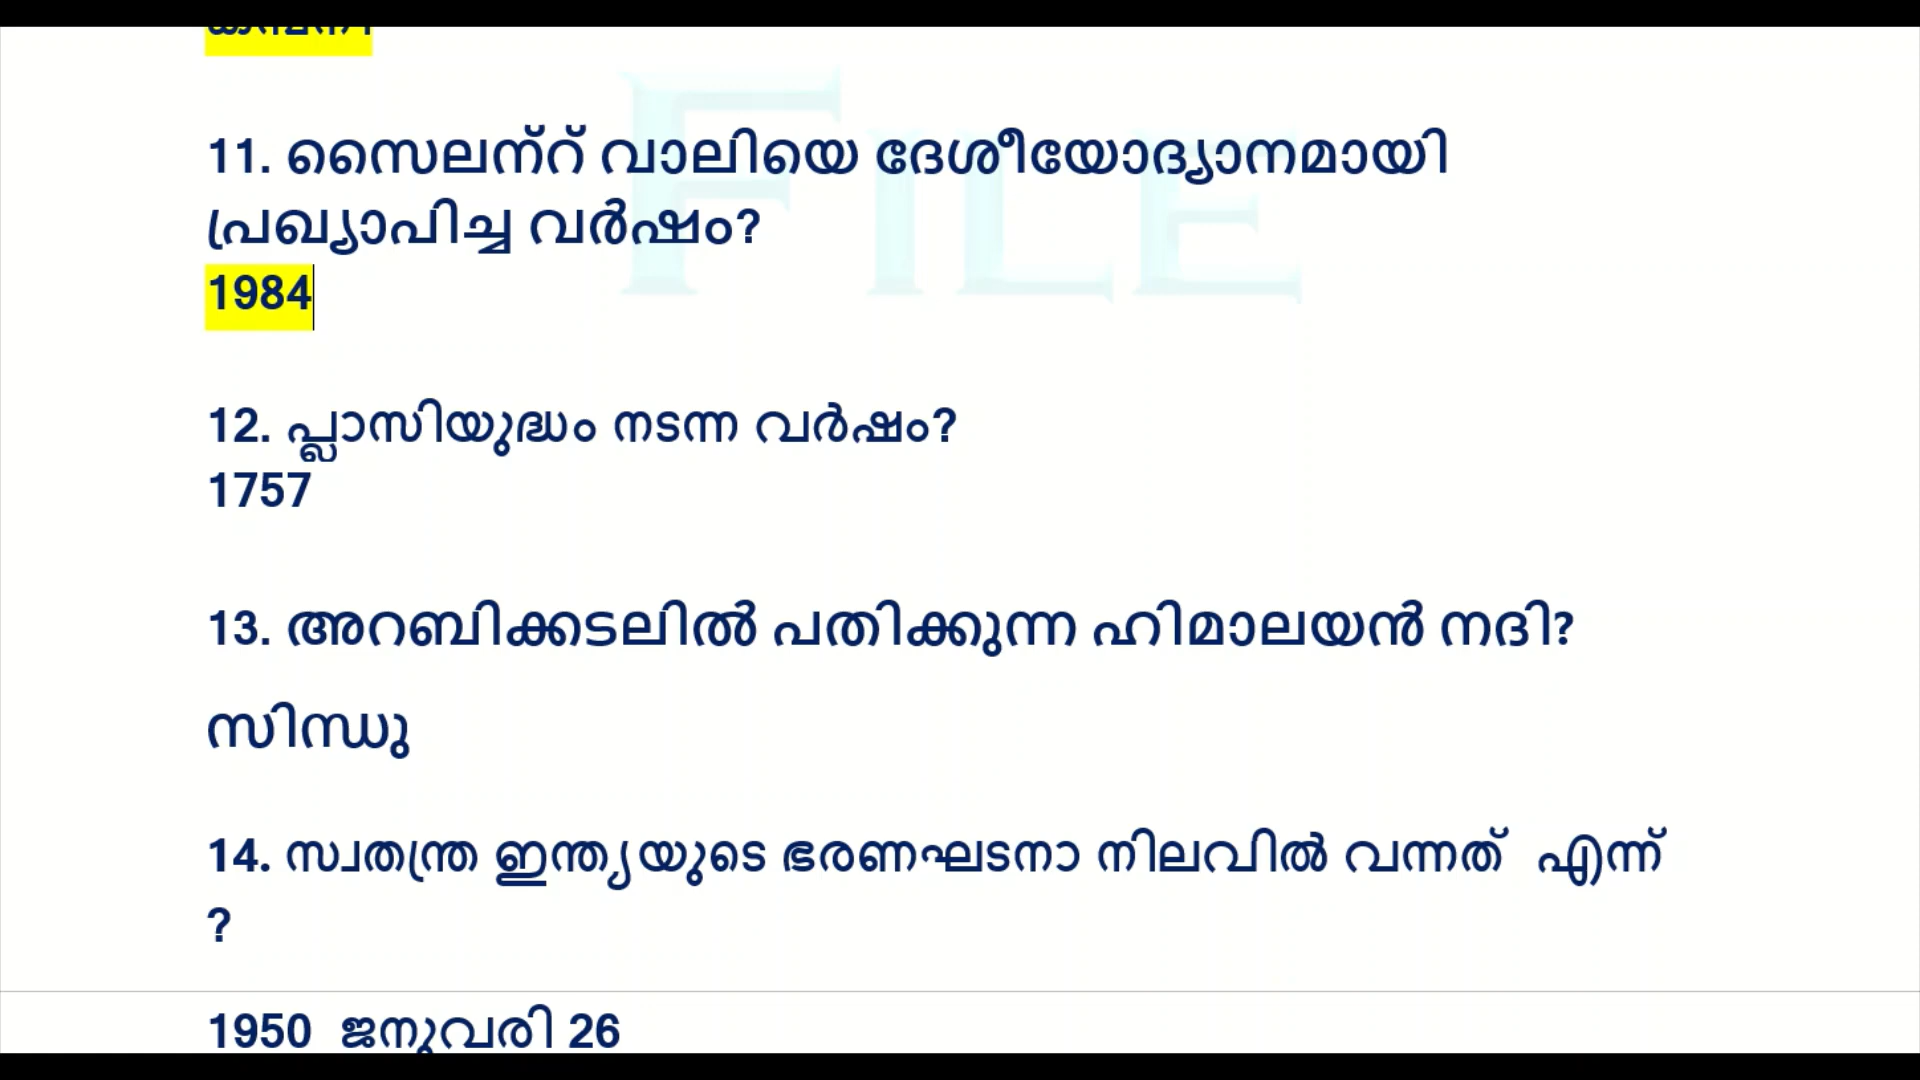 11. സൈലന്റ് വാലിയെ ദേശീയോദ്യാനമായി
പ്രഖ്യാപിച്ച വർഷം?
1984
12. പ്ലാസിയുദ്ധം നടന്ന വർഷം?
1757
13. അറബിക്കടലിൽ പതിക്കുന്ന ഹിമാലയൻ നദി?
സിന്ധു
14. സ്വതന്ത്ര ഇന്ത്യയുടെ ഭരണഘടനാ നിലവിൽ വന്നത് എന്ന്
?
1950 ജനുവരി 26
FILE